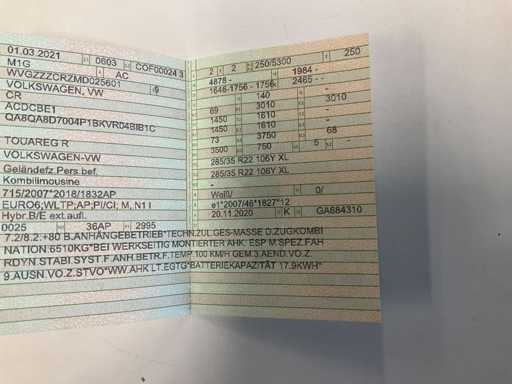 01.03.2021 0603 COF00024 3
M1G AC
WVGZZZCRZMD025601 9
VOLKSWAGEN, VW
CR
ACDCBE1
QA8QA8D7004P1BKVR04BIB1C
TOUAREG R
VOLKSWAGEN-VW
Geländefz.Pers.bef.
Kombilimousine
715/2007*2018/1832AP
EURO6;WLTP;AP;PI/CI; M, N1 I
Hybr.B/E ext.aufl.
0025 36AP 2995
2 2 250/5300 250
4878 - 1984 -
1646-1756 - 1756 2465 - -
140
69 3010 3010
1450 1610
1450 1610
73 3750 68
3500 750 5 -
285/35 R22 106Y XL
285/35 R22 106Y XL
Weiß/ 0/
e1*2007/46*1827*12
20.11.2020 K GA684310
7.2/8.2:+80 B.ANHÄNGEBETRIEB*TECHN.ZUL.GES-MASSE D.ZUGKOMBI
NATION:6510KG*BEI WERKSEITIG MONTIERTER AHK: ESP M.SPEZ.FAH
RDYN.STABI.SYST.F.ANH.BETR.F.TEMP.100 KM/H GEM.3.AEND.VO.Z.
9.AUSN.VO.Z.STVO*WW.AHK LT.EGTG*BATTERIEKAPAZITÄT 17.9KWH*